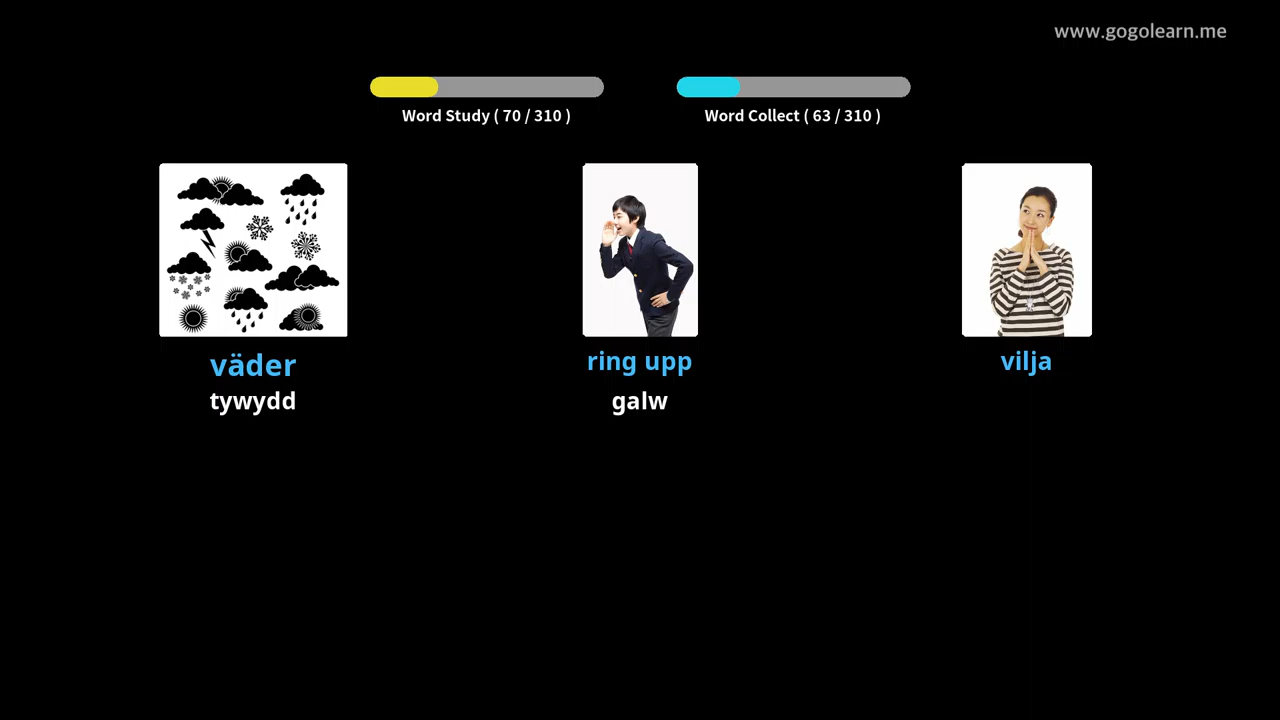 www.gogolearn.me
Word Study ( 70 / 310 )
Word Collect ( 63 / 310 )
väder
ring upp
vilja
tywydd
galw